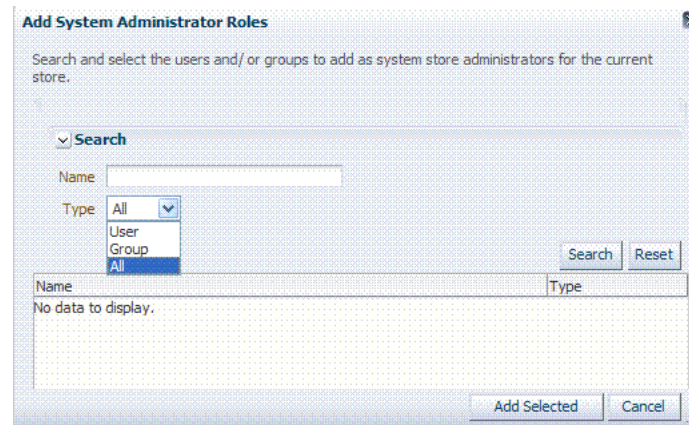 Add System Administrator Roles
Search and select the users and/ or groups to add as system store administrators for the current
store.
Search
Name
Type All
User
Group
All
Search Reset
Name Type
No data to display.
Add Selected Cancel